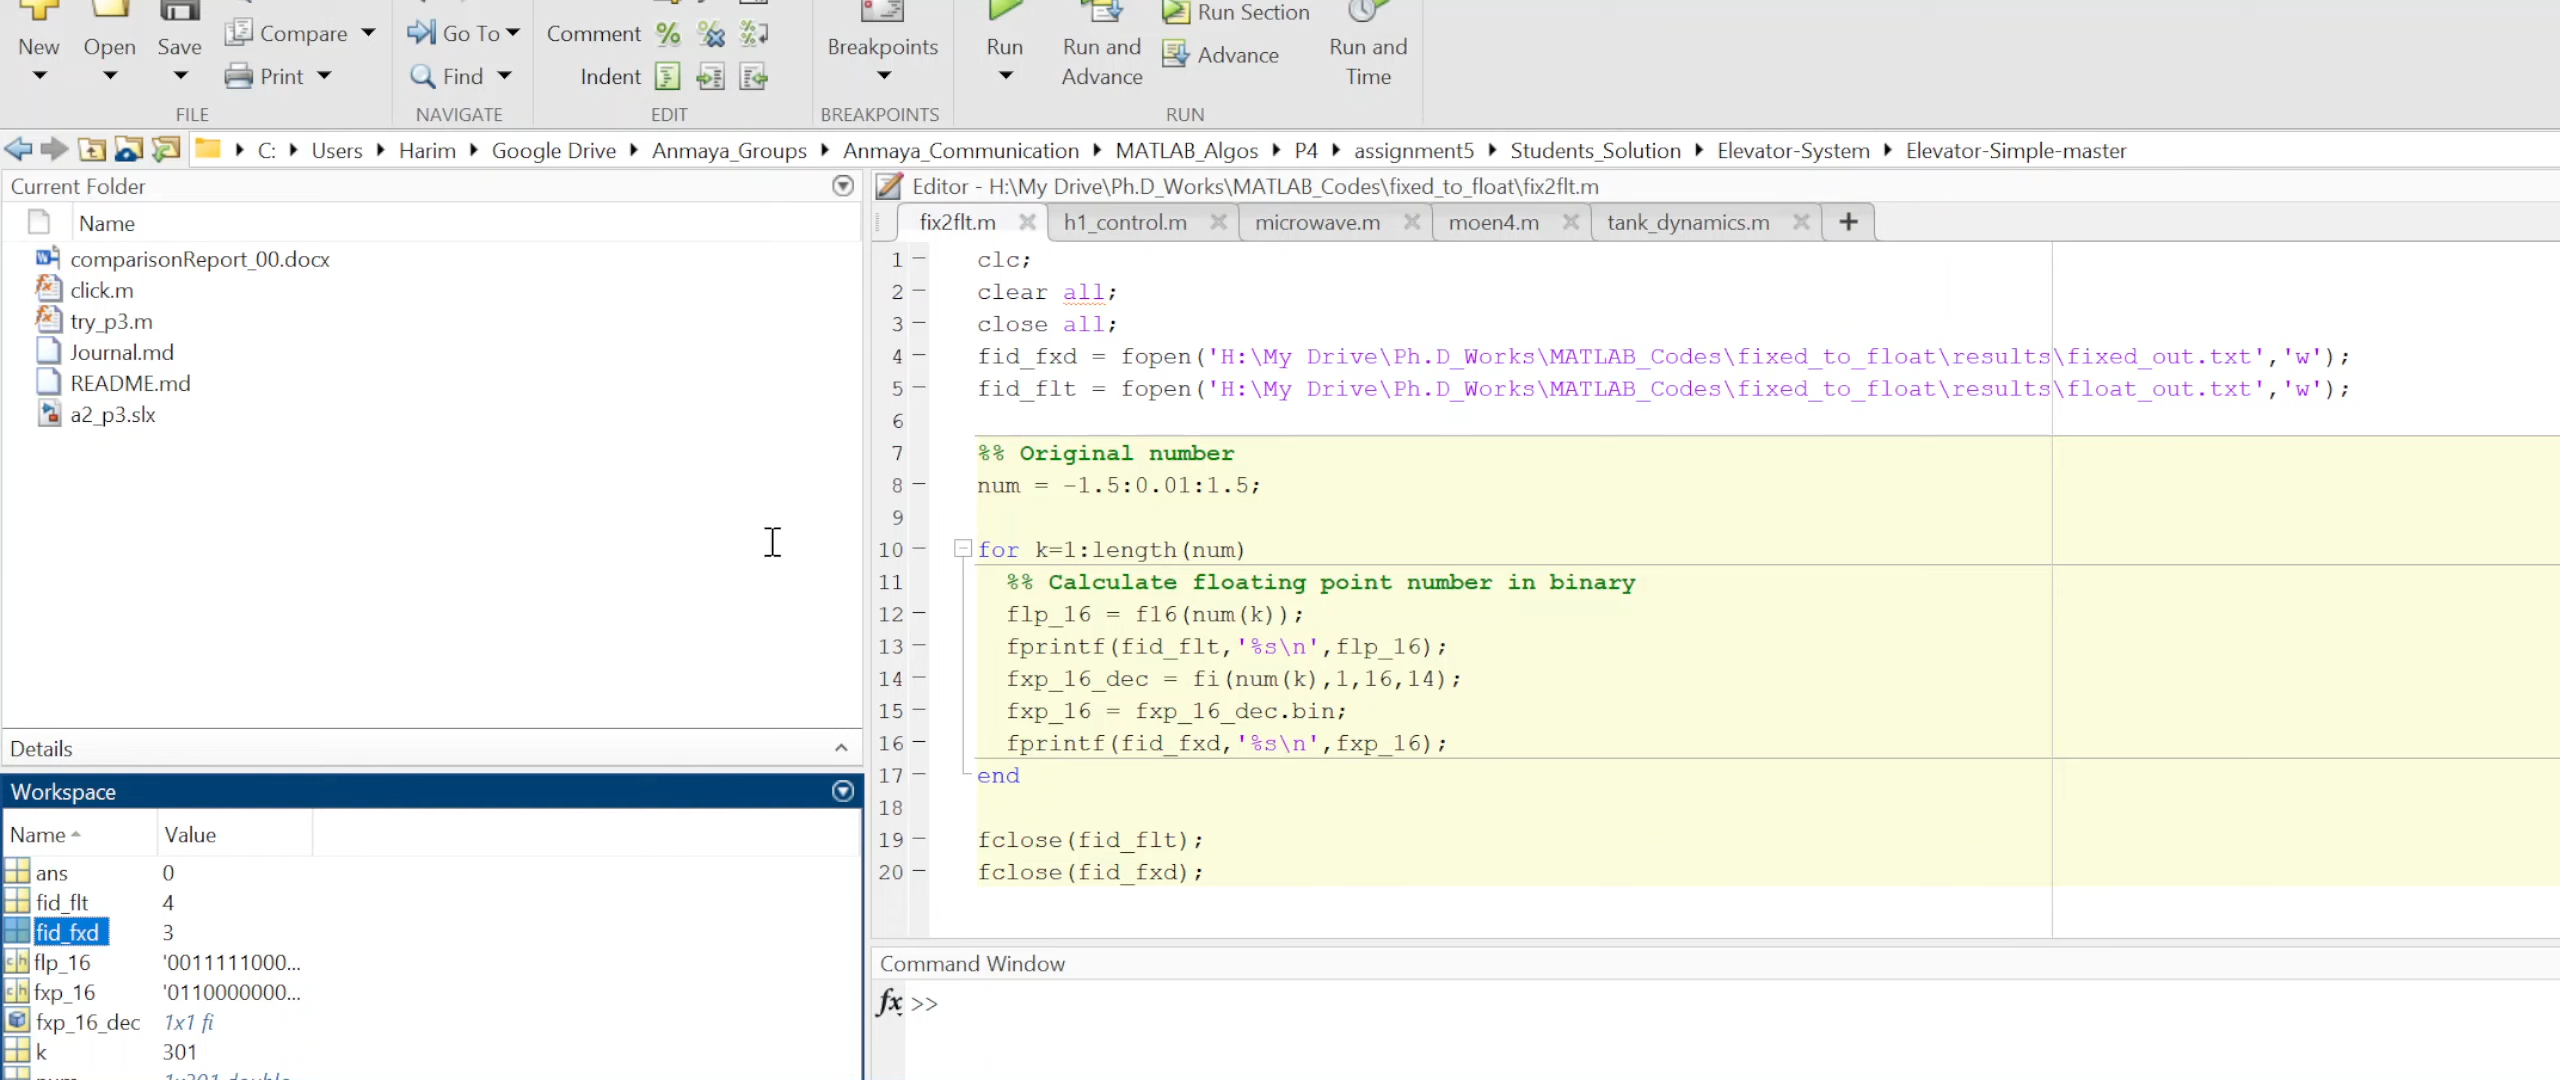 New Open Save Compare Print
FILE
Go To Find
NAVIGATE
Comment
Indent
EDIT
Breakpoints
BREAKPOINTS
Run Run and Advance Run Section Advance Run and Time
RUN
C: Users Harim Google Drive Anmaya_Groups Anmaya_Communication MATLAB_Algos P4 assignment5 Students_Solution Elevator-System Elevator-Simple-master
Current Folder
Name
comparisonReport_00.docx
click.m
try_p3.m
Journal.md
README.md
a2_p3.slx
Details
Workspace
Name Value
ans 0
fid_flt 4
fid_fxd 3
flp_16 '0011111000...
fxp_16 '0110000000...
fxp_16_dec 1x1 fi
k 301
Editor - H:\My Drive\Ph.D_Works\MATLAB_Codes\fixed_to_float\fix2flt.m
fix2flt.m h1_control.m microwave.m moen4.m tank_dynamics.m +
1 clc;
2 clear all;
3 close all;
4 fid_fxd = fopen('H:\My Drive\Ph.D_Works\MATLAB_Codes\fixed_to_float\results\fixed_out.txt','w');
5 fid_flt = fopen('H:\My Drive\Ph.D_Works\MATLAB_Codes\fixed_to_float\results\float_out.txt','w');
6
7 %% Original number
8 num = -1.5:0.01:1.5;
9
10 for k=1:length(num)
11 %% Calculate floating point number in binary
12 flp_16 = f16(num(k));
13 fprintf(fid_flt,'%s\n',flp_16);
14 fxp_16_dec = fi(num(k),1,16,14);
15 fxp_16 = fxp_16_dec.bin;
16 fprintf(fid_fxd,'%s\n',fxp_16);
17 end
18
19 fclose(fid_flt);
20 fclose(fid_fxd);
Command Window
fx >>